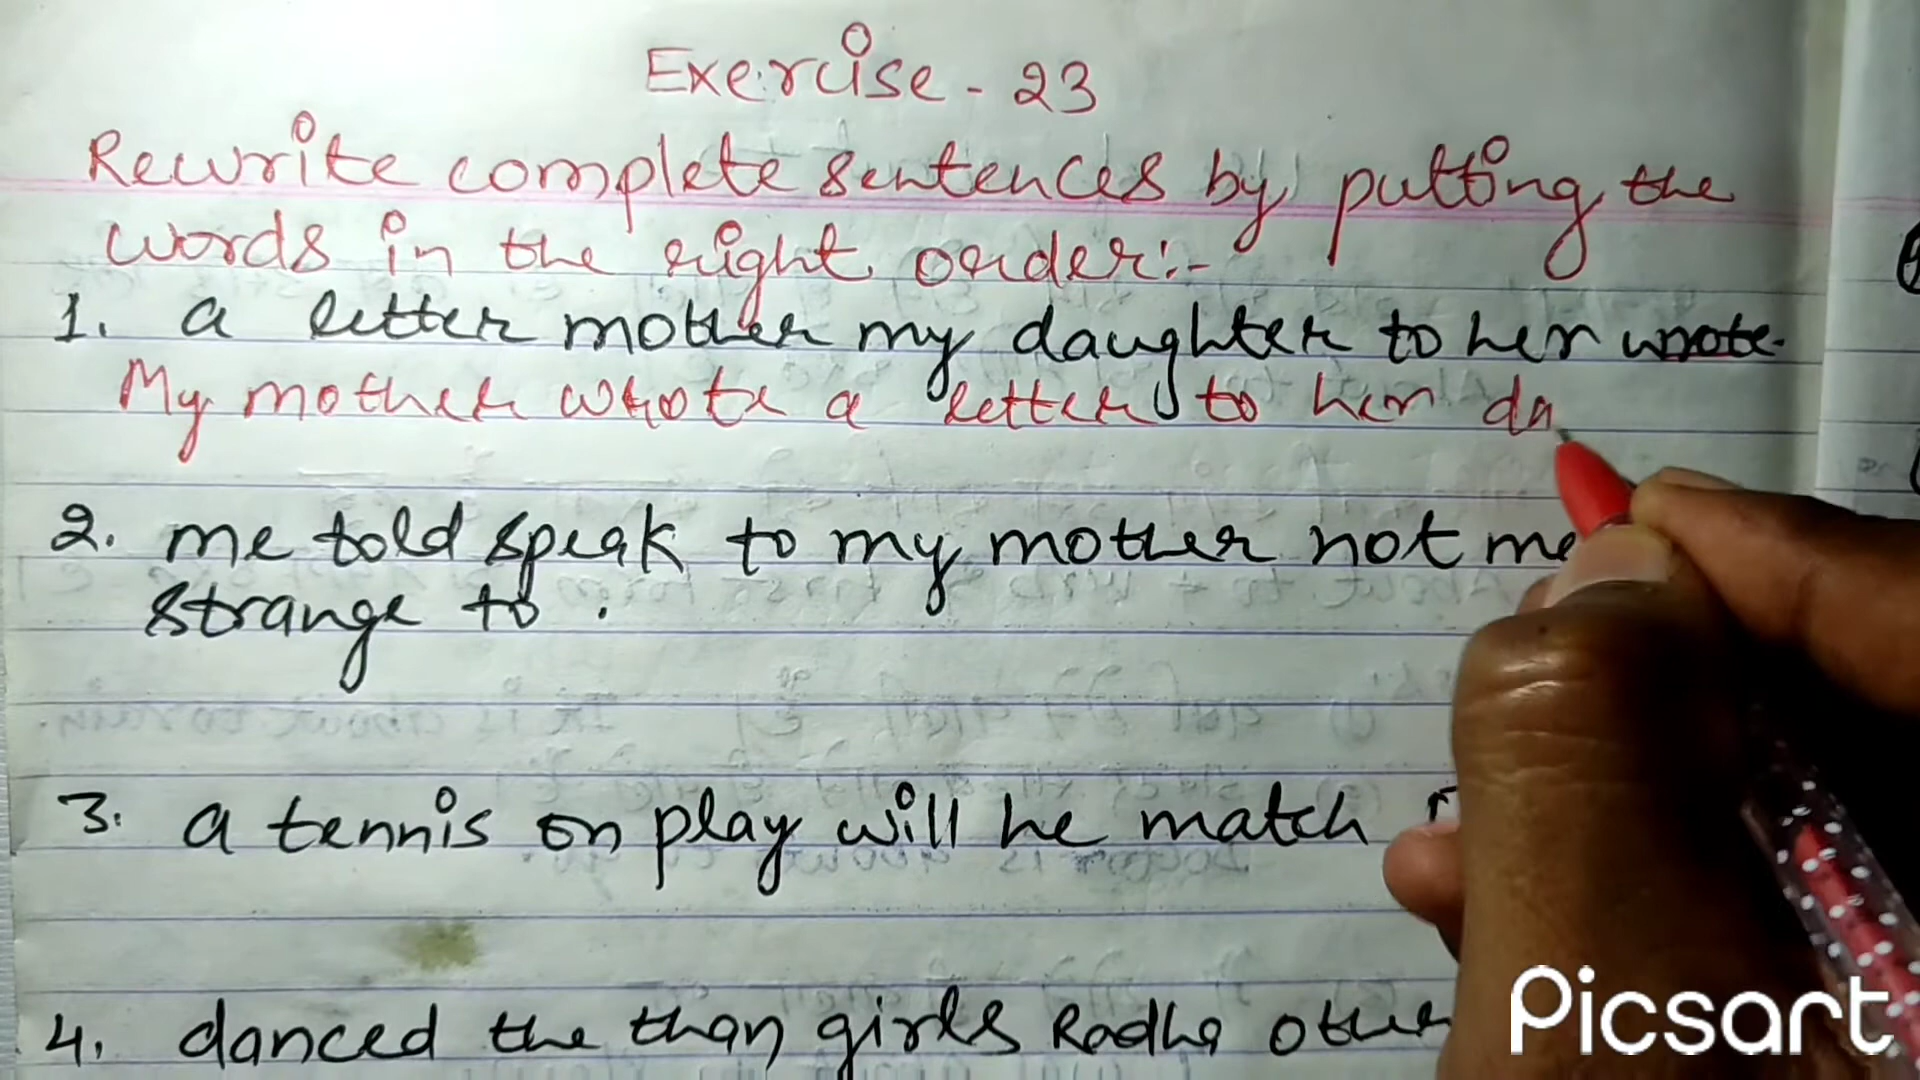 Exercise - 23
Rewrite complete sentences by putting the
words in the right order:-
1. a letter mother my daughter to her wrote.
My mother wrote a letter to her da
2. me told speak to my mother not me
strange to.
3. a tennis on play will he match
4. danced the than girls Radha other
Picsart